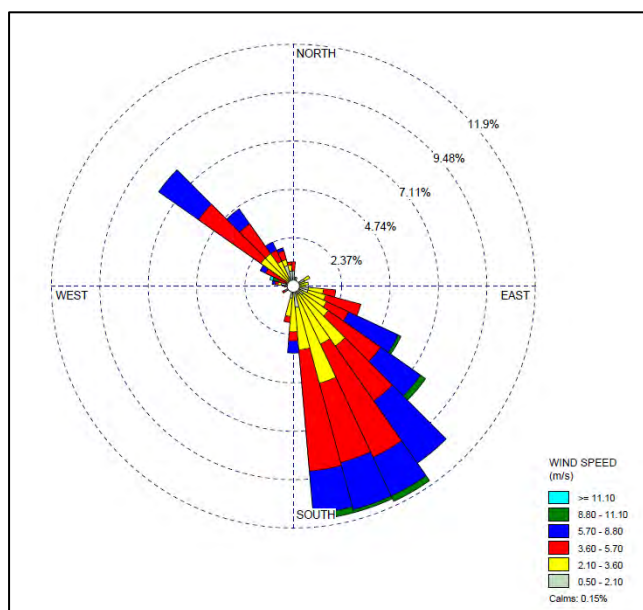 NORTH
11.9%
9.48%
7.11%
4.74%
2.37%
WEST
EAST
SOUTH
WIND SPEED
(m/s)
>= 11.10
8.80 - 11.10
5.70 - 8.80
3.60 - 5.70
2.10 - 3.60
0.50 - 2.10
Calms: 0.15%